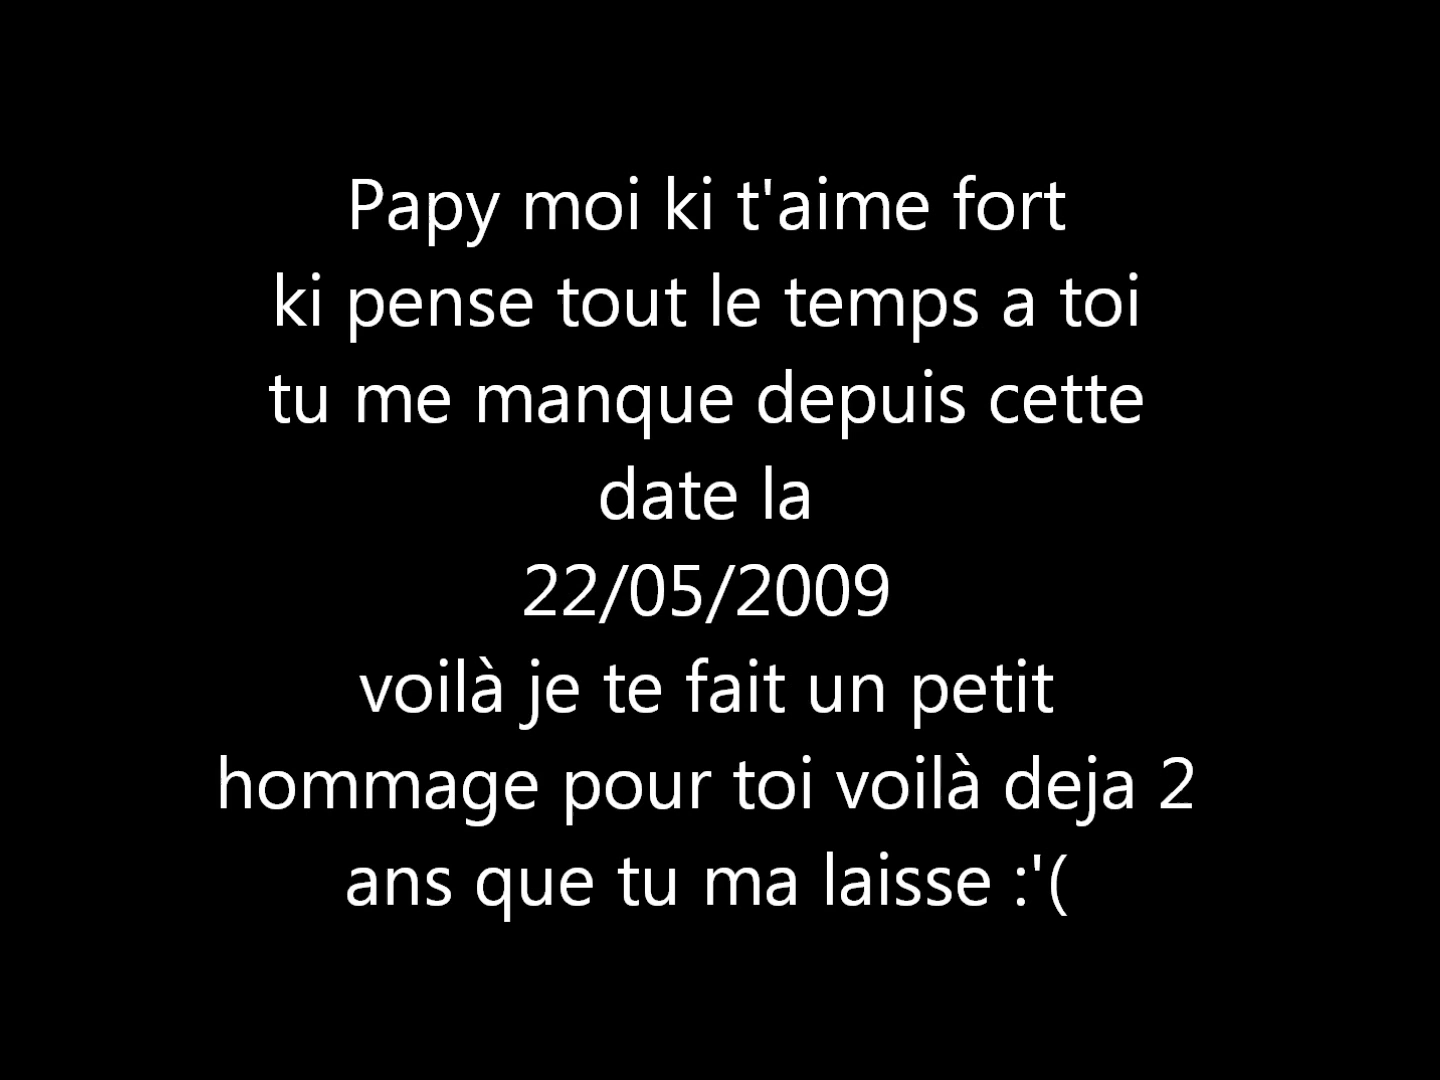 Papy moi ki t'aime fort
ki pense tout le temps a toi
tu me manque depuis cette
date la
22/05/2009
voilà je te fait un petit
hommage pour toi voilà deja 2
ans que tu ma laisse :'(